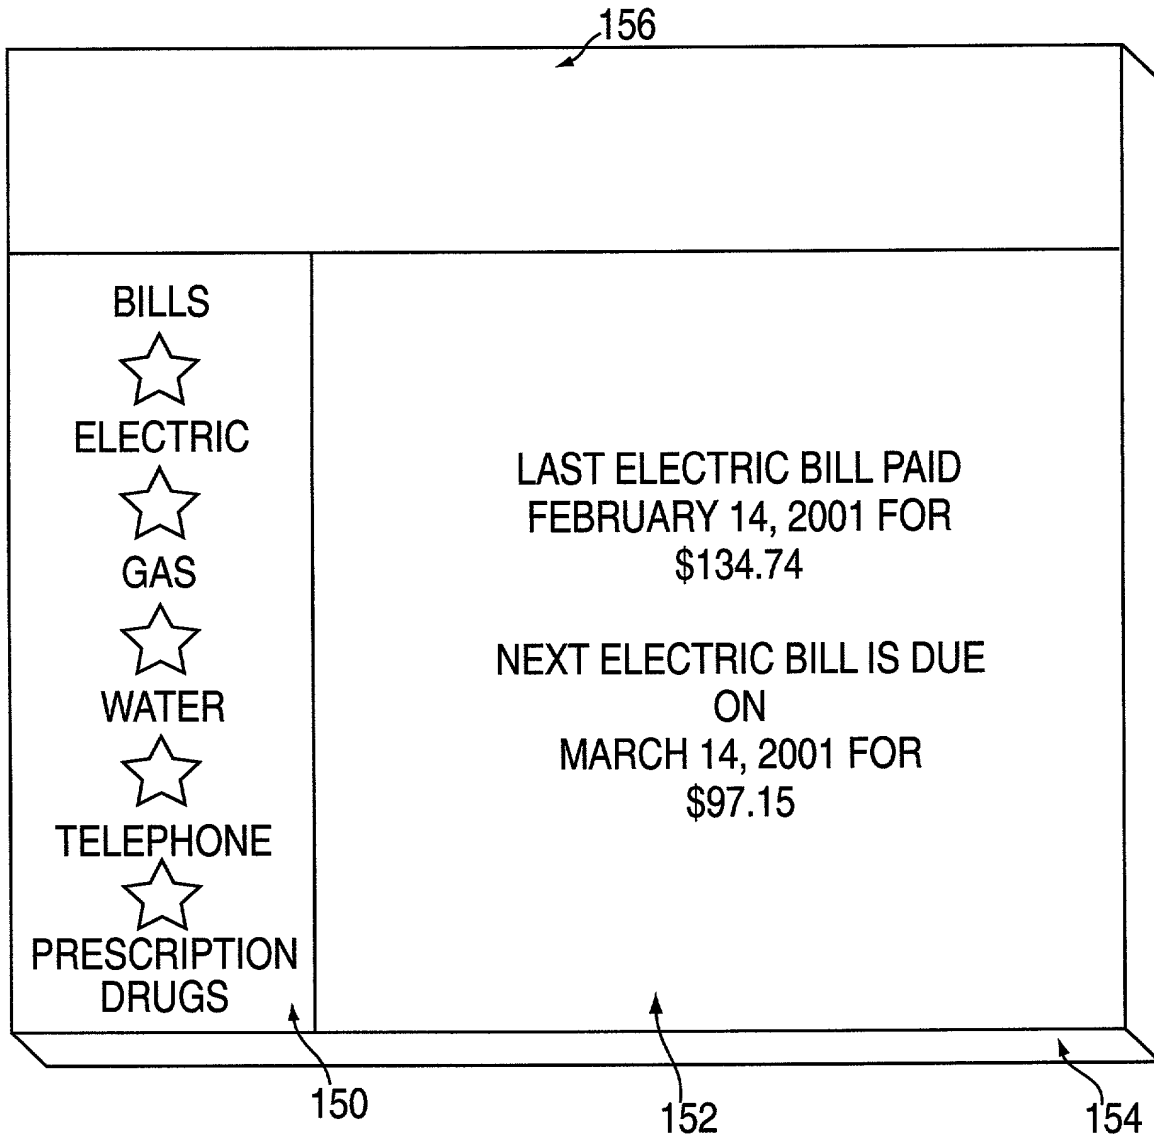 156
BILLS
ELECTRIC
GAS
WATER
TELEPHONE
PRESCRIPTION
DRUGS
LAST ELECTRIC BILL PAID
FEBRUARY 14, 2001 FOR
$134.74
NEXT ELECTRIC BILL IS DUE
ON
MARCH 14, 2001 FOR
$97.15
150
152
154